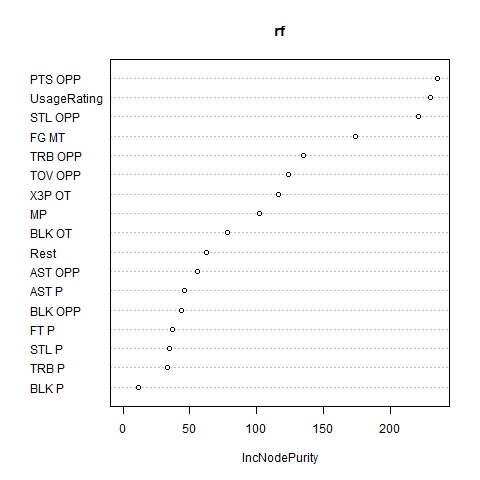 rf
PTS OPP
UsageRating
STL OPP
FG MT
TRB OPP
TOV OPP
X3P OT
MP
BLK OT
Rest
AST OPP
AST P
BLK OPP
FT P
STL P
TRB P
BLK P
0 50 100 150 200
IncNodePurity